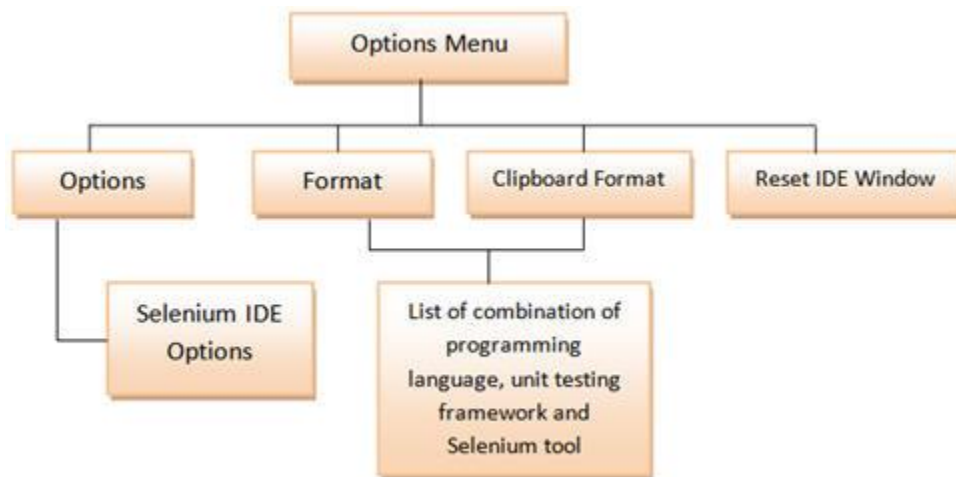 Options Menu
Options
Format
Clipboard Format
Reset IDE Window
Selenium IDE
Options
List of combination of
programming
language, unit testing
framework and
Selenium tool